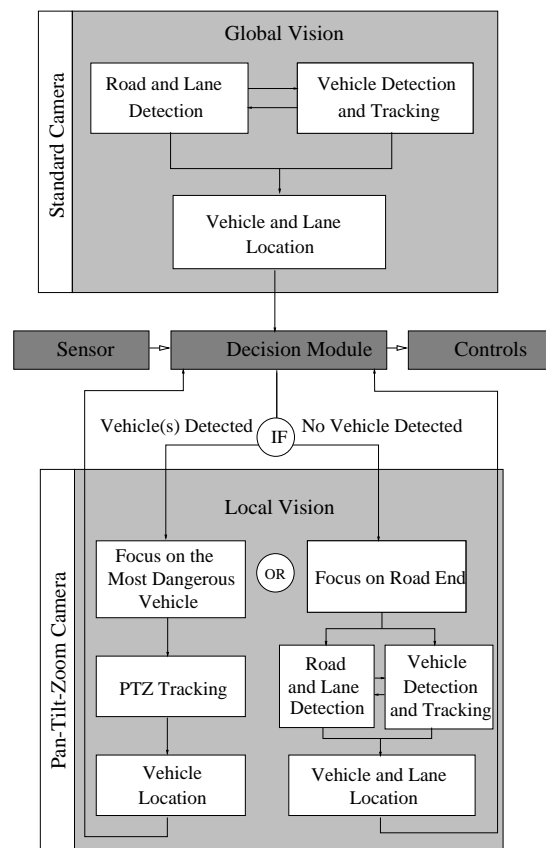 Global Vision
Standard Camera
Road and Lane
Detection
Vehicle Detection
and Tracking
Vehicle and Lane
Location
Sensor
Decision Module
Controls
Vehicle(s) Detected
IF
No Vehicle Detected
Pan-Tilt-Zoom Camera
Local Vision
Focus on the
Most Dangerous
Vehicle
OR
Focus on Road End
PTZ Tracking
Road
and Lane
Detection
Vehicle
Detection
and Tracking
Vehicle
Location
Vehicle and Lane
Location